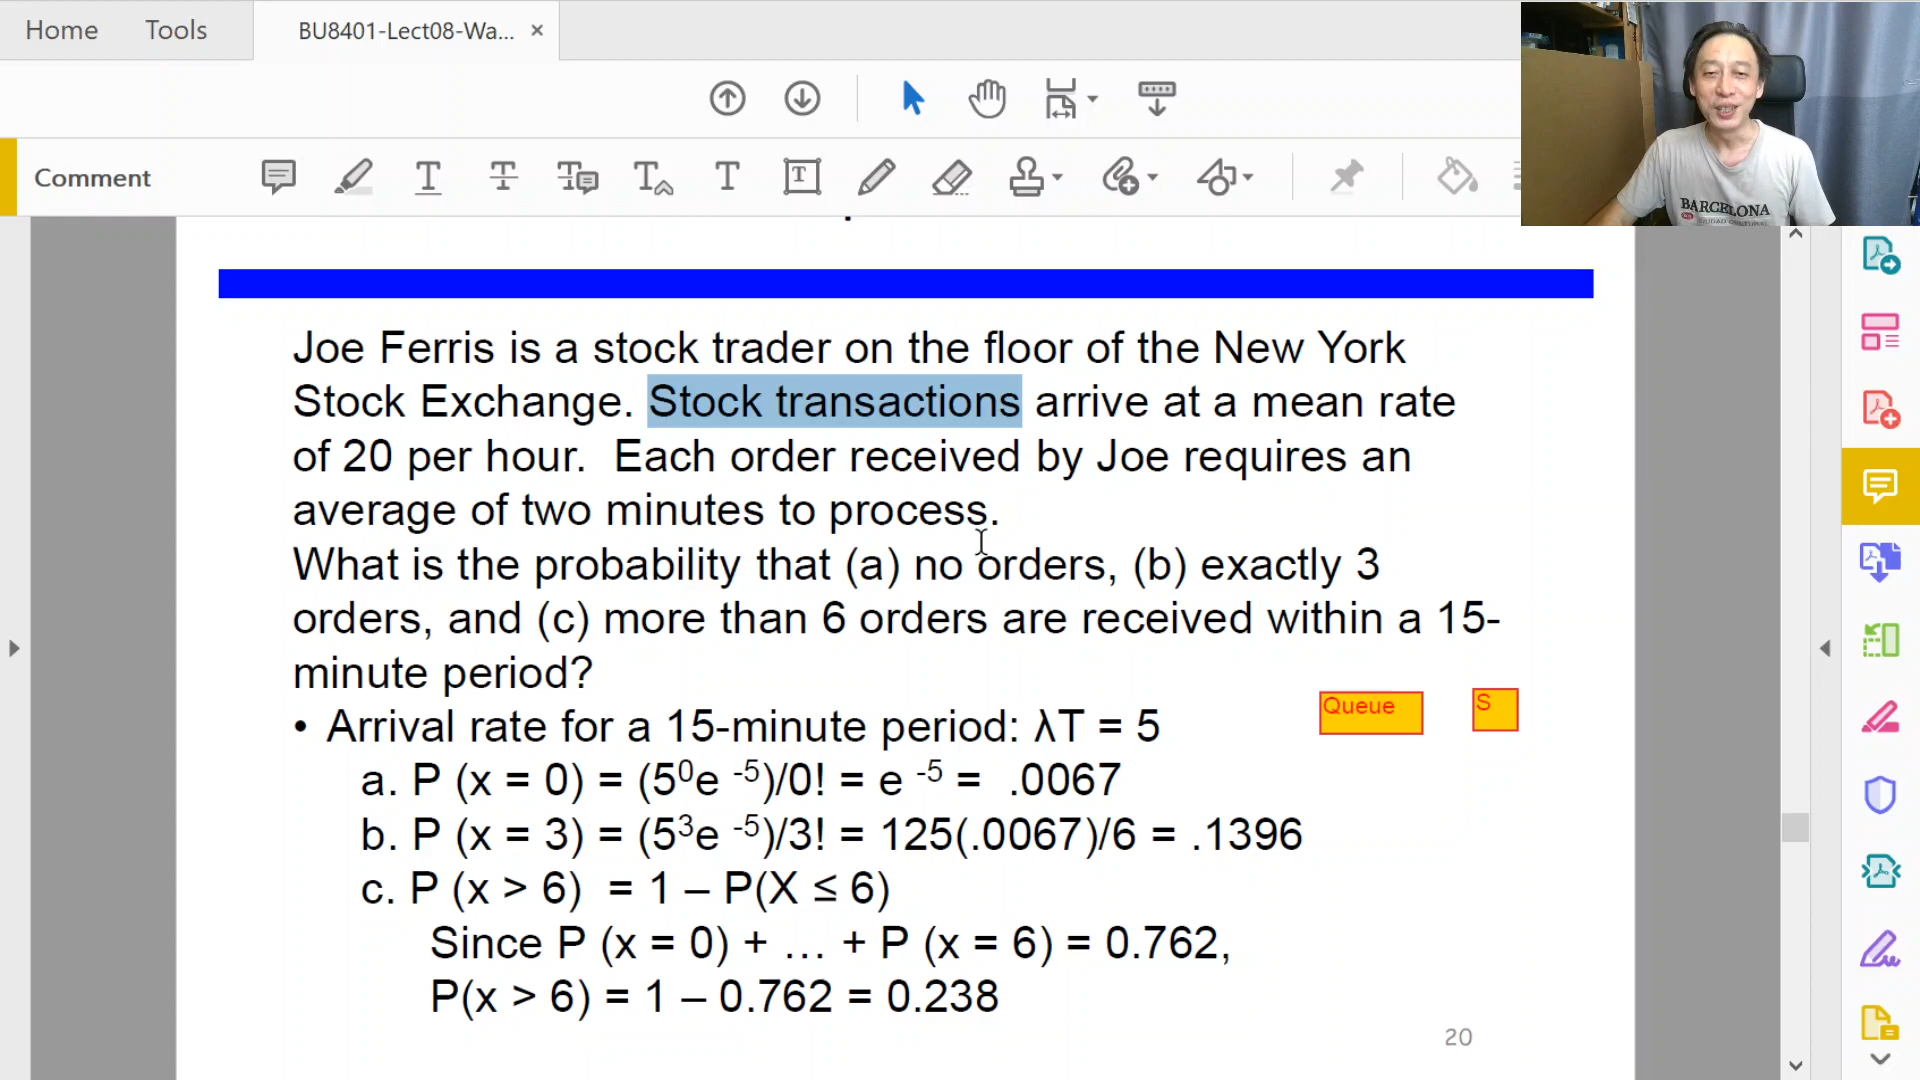 Home Tools BU8401-Lect08-Wa... ×
Comment
BARCELONA
Joe Ferris is a stock trader on the floor of the New York
Stock Exchange. Stock transactions arrive at a mean rate
of 20 per hour. Each order received by Joe requires an
average of two minutes to process.
What is the probability that (a) no orders, (b) exactly 3
orders, and (c) more than 6 orders are received within a 15-
minute period?
Queue S
• Arrival rate for a 15-minute period: λT = 5
a. P (x = 0) = (5⁰e ⁻⁵)/0! = e ⁻⁵ = .0067
b. P (x = 3) = (5³e ⁻⁵)/3! = 125(.0067)/6 = .1396
c. P (x > 6) = 1 – P(X ≤ 6)
Since P (x = 0) + … + P (x = 6) = 0.762,
P(x > 6) = 1 – 0.762 = 0.238
20